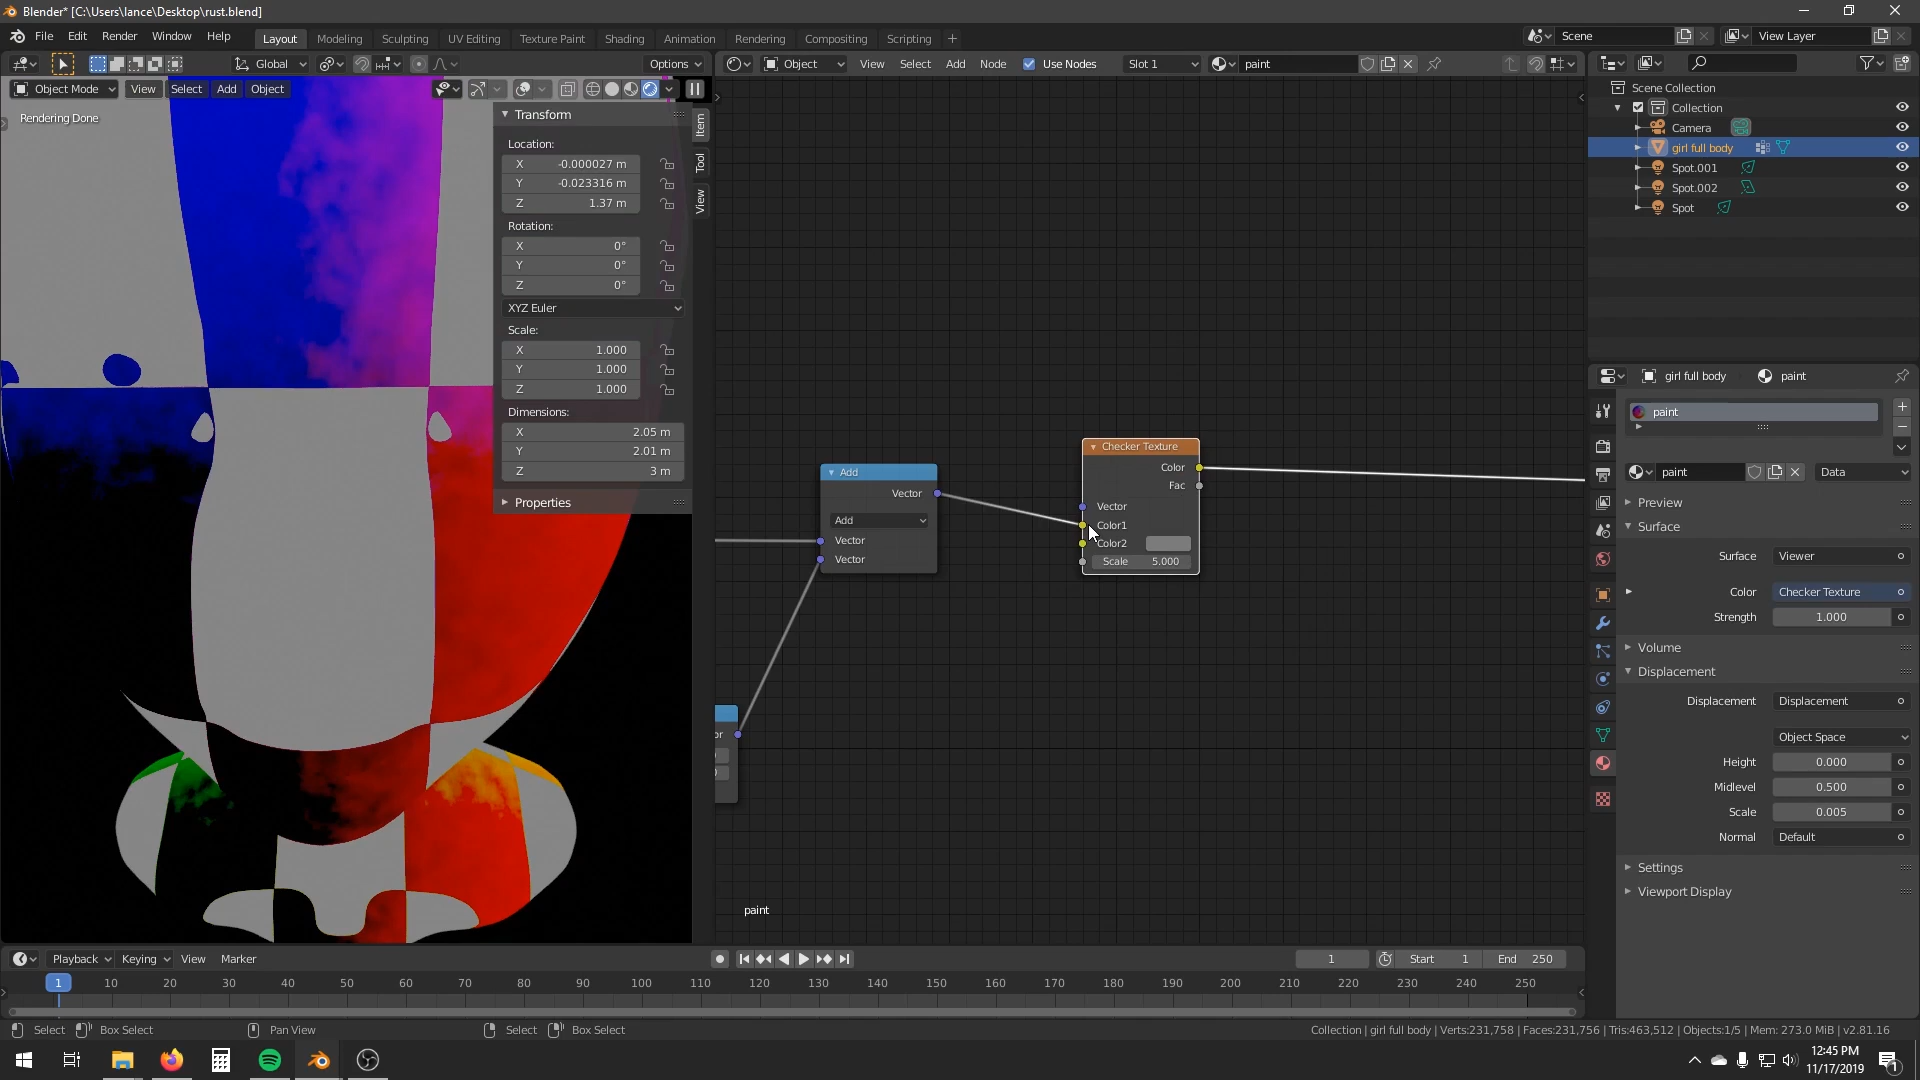 Blender* [C:\Users\lance\Desktop\rust.blend]
File Edit Render Window Help Layout Modeling Sculpting UV Editing Texture Paint Shading Animation Rendering Compositing Scripting + Scene View Layer
Global Options Object View Select Add Node Use Nodes Slot 1 paint
Object Mode View Select Add Object
Rendering Done
Transform
Location:
X -0.000027 m
Y -0.023316 m
Z 1.37 m
Rotation:
X 0°
Y 0°
Z 0°
XYZ Euler
Scale:
X 1.000
Y 1.000
Z 1.000
Dimensions:
X 2.05 m
Y 2.01 m
Z 3 m
Properties
Item
Tool
View
Add
Vector
Add
Vector
Vector
or
Checker Texture
Color
Fac
Vector
Color1
Color2
Scale 5.000
paint
Scene Collection
Collection
Camera
girl full body
Spot.001
Spot.002
Spot
girl full body paint
paint
paint Data
Preview
Surface
Surface Viewer
Color Checker Texture
Strength 1.000
Volume
Displacement
Displacement Displacement
Object Space
Height 0.000
Midlevel 0.500
Scale 0.005
Normal Default
Settings
Viewport Display
Playback Keying View Marker 1 Start 1 End 250
1 10 20 30 40 50 60 70 80 90 100 110 120 130 140 150 160 170 180 190 200 210 220 230 240 250
Select Box Select Pan View Select Box Select Collection | girl full body | Verts:231,758 | Faces:231,756 | Tris:463,512 | Objects:1/5 | Mem: 273.0 MiB | v2.81.16
12:45 PM
11/17/2019
1